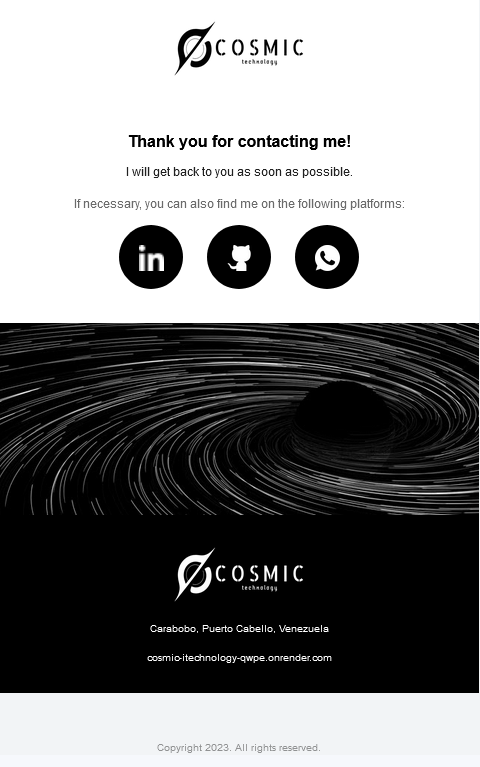 COSMIC
technology
Thank you for contacting me!
I will get back to you as soon as possible.
If necessary, you can also find me on the following platforms:
in
COSMIC
technology
Carabobo, Puerto Cabello, Venezuela
cosmic-itechnology-qwpe.onrender.com
Copyright 2023. All rights reserved.